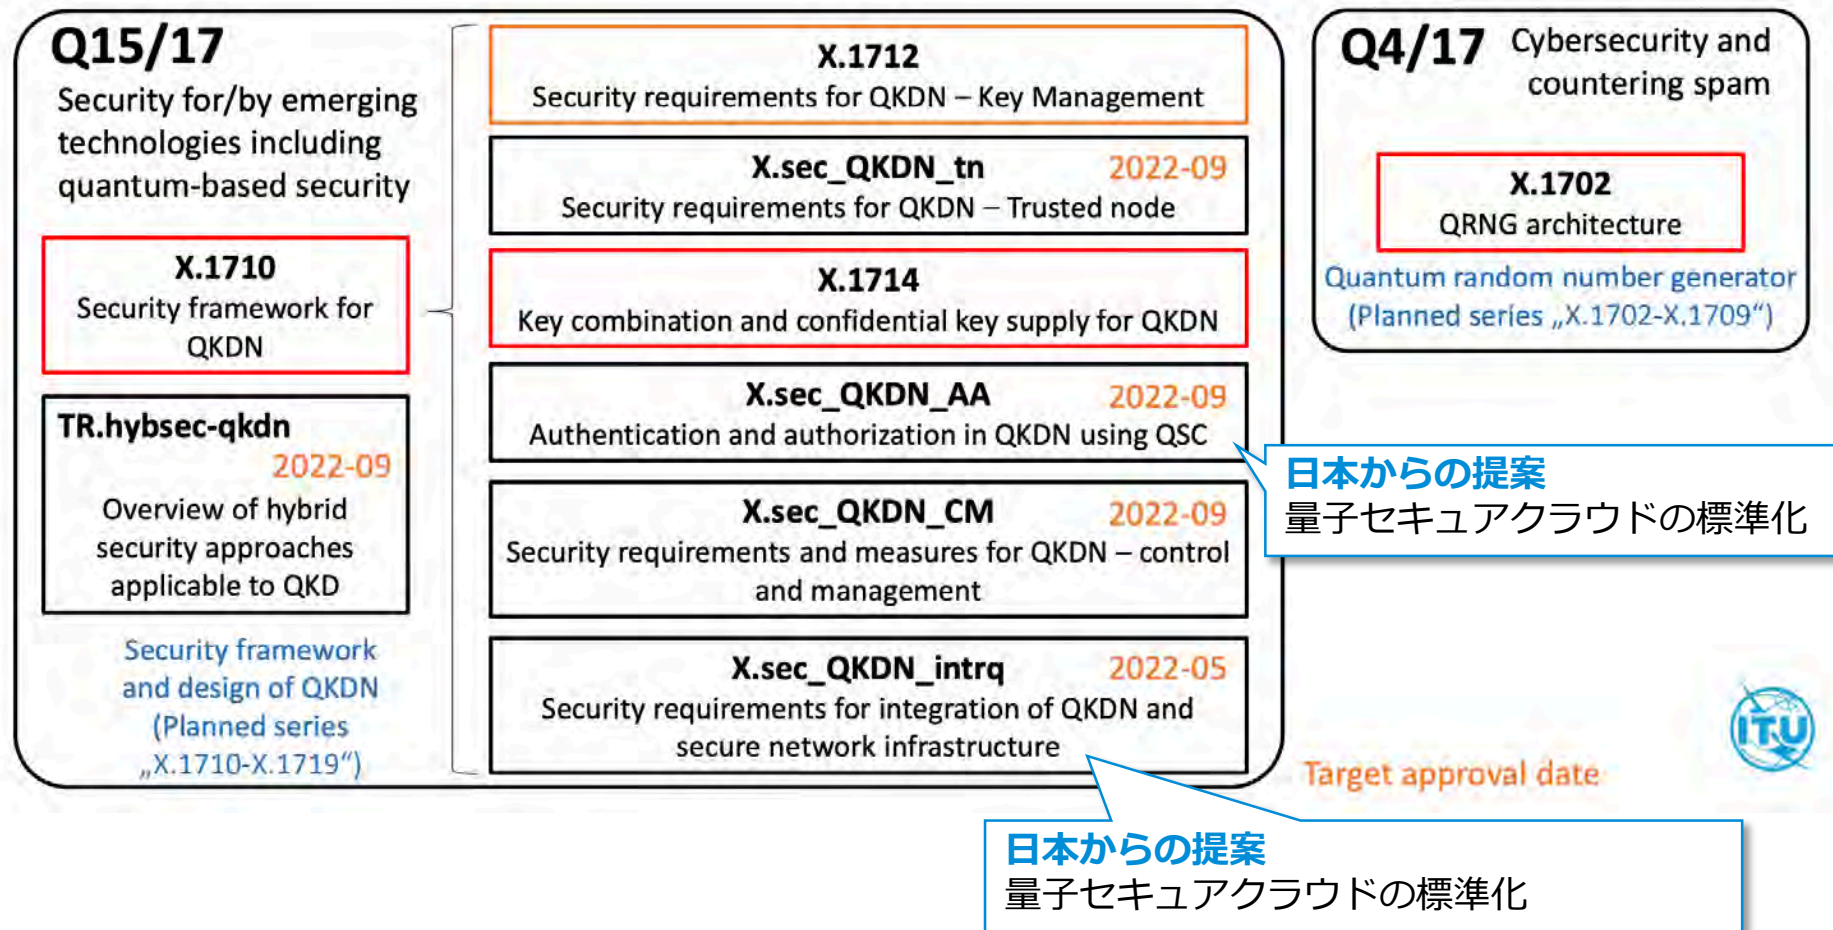 Q15/17
Security for/by emerging
technologies including
quantum-based security
X.1710
Security framework for
QKDN
TR.hybsec-qkdn
2022-09
Overview of hybrid
security approaches
applicable to QKD
Security framework
and design of QKDN
(Planned series
„X.1710-X.1719“)
X.1712
Security requirements for QKDN – Key Management
X.sec_QKDN_tn 2022-09
Security requirements for QKDN – Trusted node
X.1714
Key combination and confidential key supply for QKDN
X.sec_QKDN_AA 2022-09
Authentication and authorization in QKDN using QSC
X.sec_QKDN_CM 2022-09
Security requirements and measures for QKDN – control
and management
X.sec_QKDN_intrq 2022-05
Security requirements for integration of QKDN and
secure network infrastructure
Q4/17 Cybersecurity and
countering spam
X.1702
QRNG architecture
Quantum random number generator
(Planned series „X.1702-X.1709“)
日本からの提案
量子セキュアクラウドの標準化
Target approval date
ITU
日本からの提案
量子セキュアクラウドの標準化